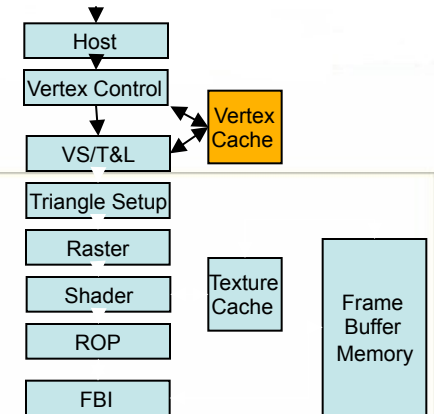 Host
Vertex Control
Vertex
Cache
VS/T&L
Triangle Setup
Raster
Shader
Texture
Cache
Frame
Buffer
Memory
ROP
FBI